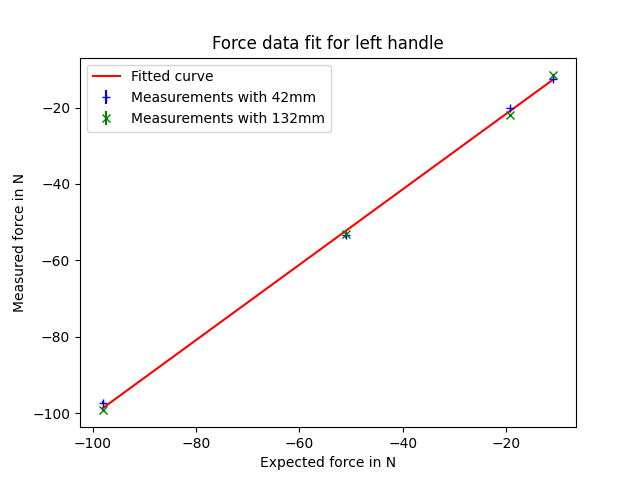 Force data fit for left handle
Fitted curve
Measurements with 42mm
Measurements with 132mm
−20
−40
−60
−80
−100
Measured force in N
−100 −80 −60 −40 −20
Expected force in N